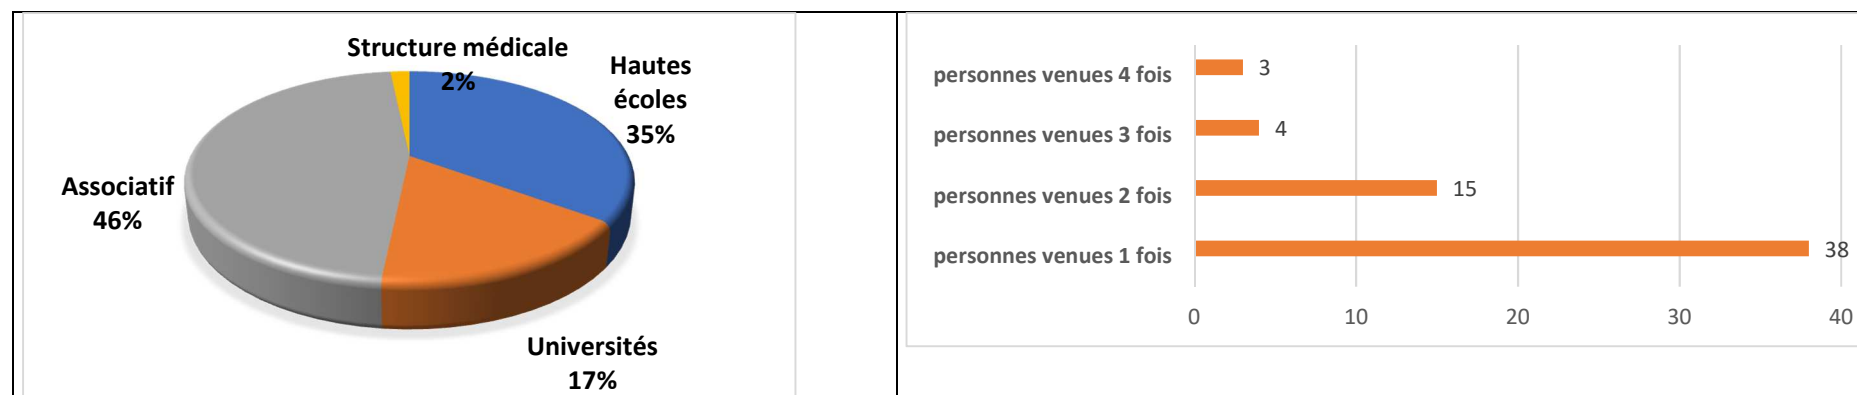 Structure médicale
2%
Hautes
écoles
35%
Associatif
46%
Universités
17%
personnes venues 4 fois
3
personnes venues 3 fois
4
personnes venues 2 fois
15
personnes venues 1 fois
38
0 10 20 30 40